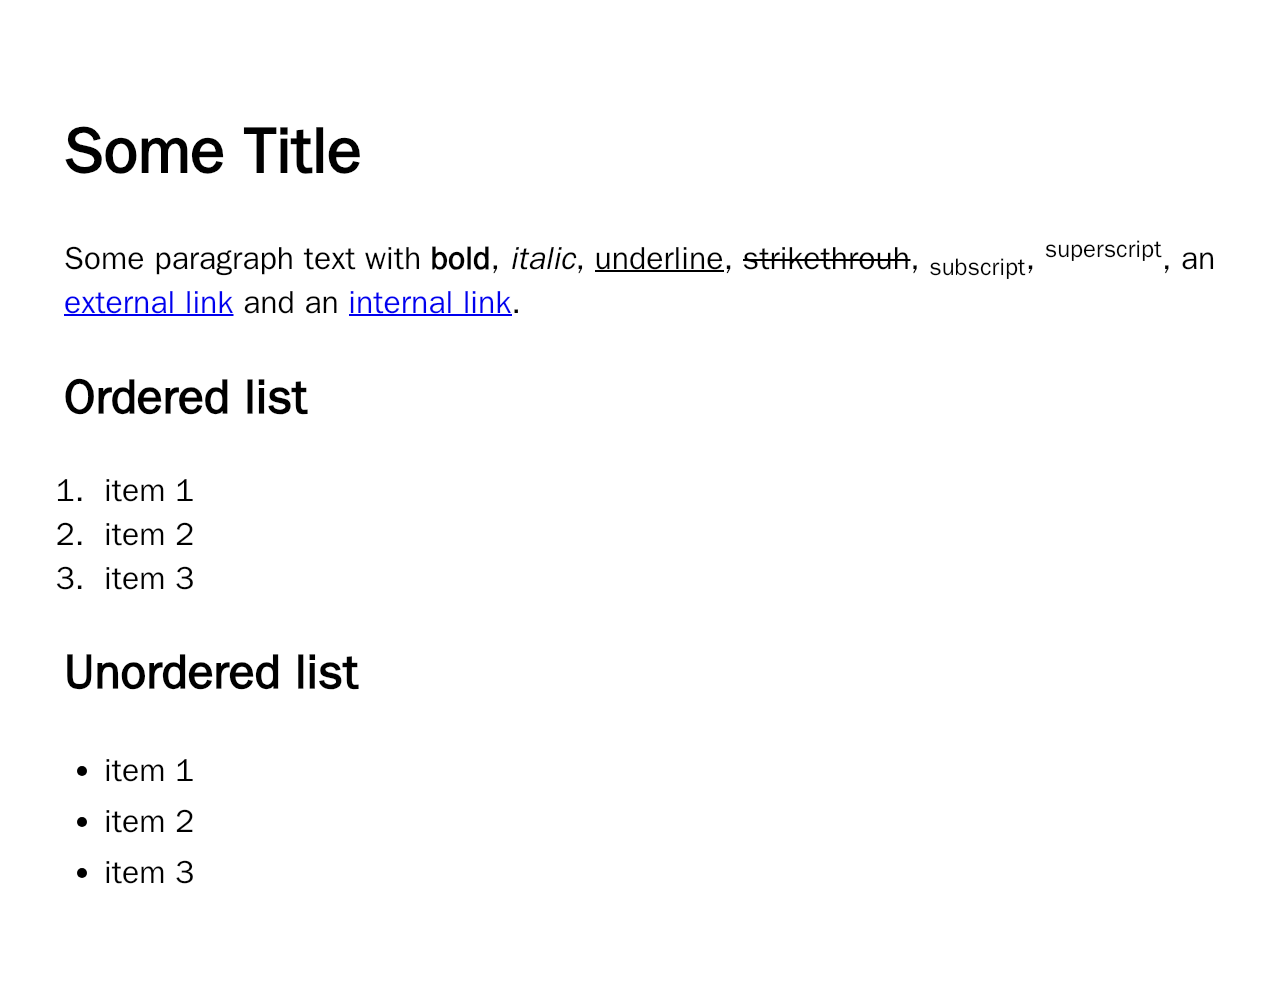 Some Title
Some paragraph text with bold, italic, underline, strikethrouh, subscript, superscript, an
external link and an internal link.
Ordered list
1. item 1
2. item 2
3. item 3
Unordered list
• item 1
• item 2
• item 3